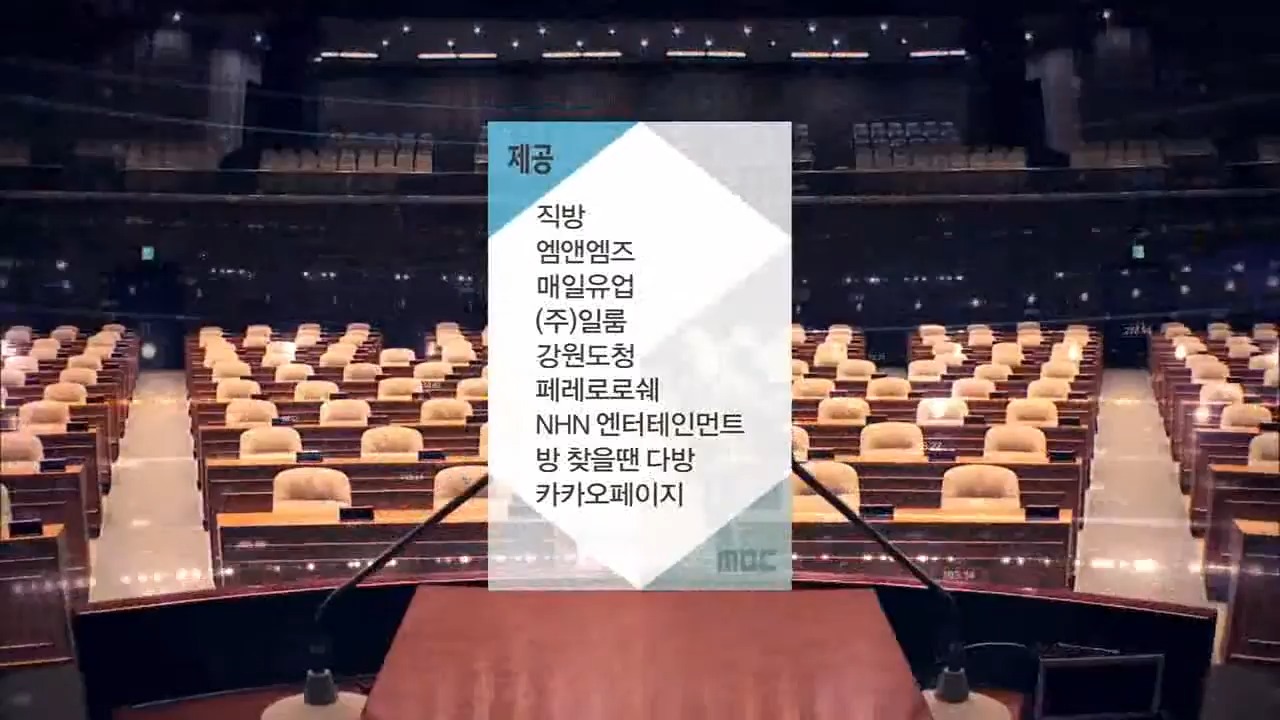 제공
직방
엠앤엠즈
매일유업
(주)일룸
강원도청
페레로로쉐
NHN 엔터테인먼트
방 찾을땐 다방
카카오페이지
MBC